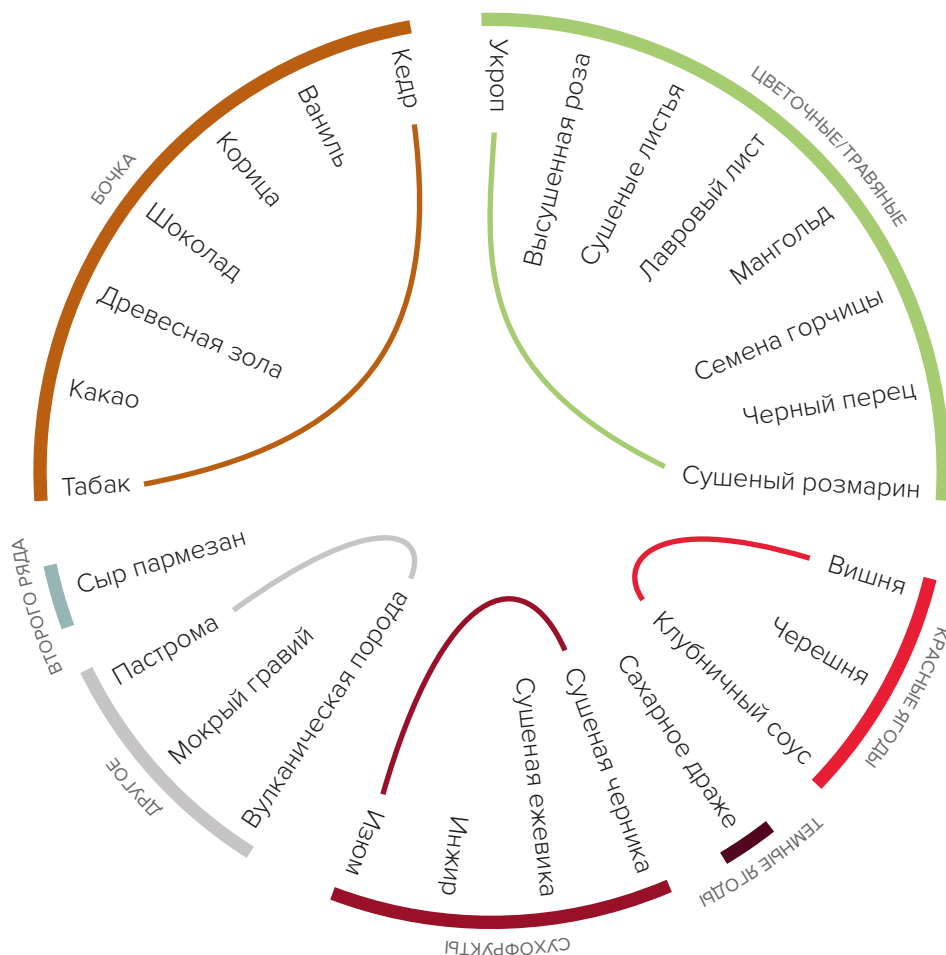 ЦВЕТОЧНЫЕ/ТРАВЯНЫЕ
Укроп
Высушенная роза
Сушеные листья
Лавровый лист
Мангольд
Семена горчицы
Черный перец
Сушеный розмарин
КРАСНЫЕ ЯГОДЫ
Вишня
Черешня
Клубничный соус
ТЕМНЫЕ ЯГОДЫ
Сахарное драже
СУХОФРУКТЫ
Сушеная черника
Сушеная ежевика
Инжир
Изюм
ДРУГОЕ
Вулканическая порода
Мокрый гравий
Пастрома
ВТОРОГО РЯДА
Сыр пармезан
БОЧКА
Табак
Какао
Древесная зола
Шоколад
Корица
Ваниль
Кедр